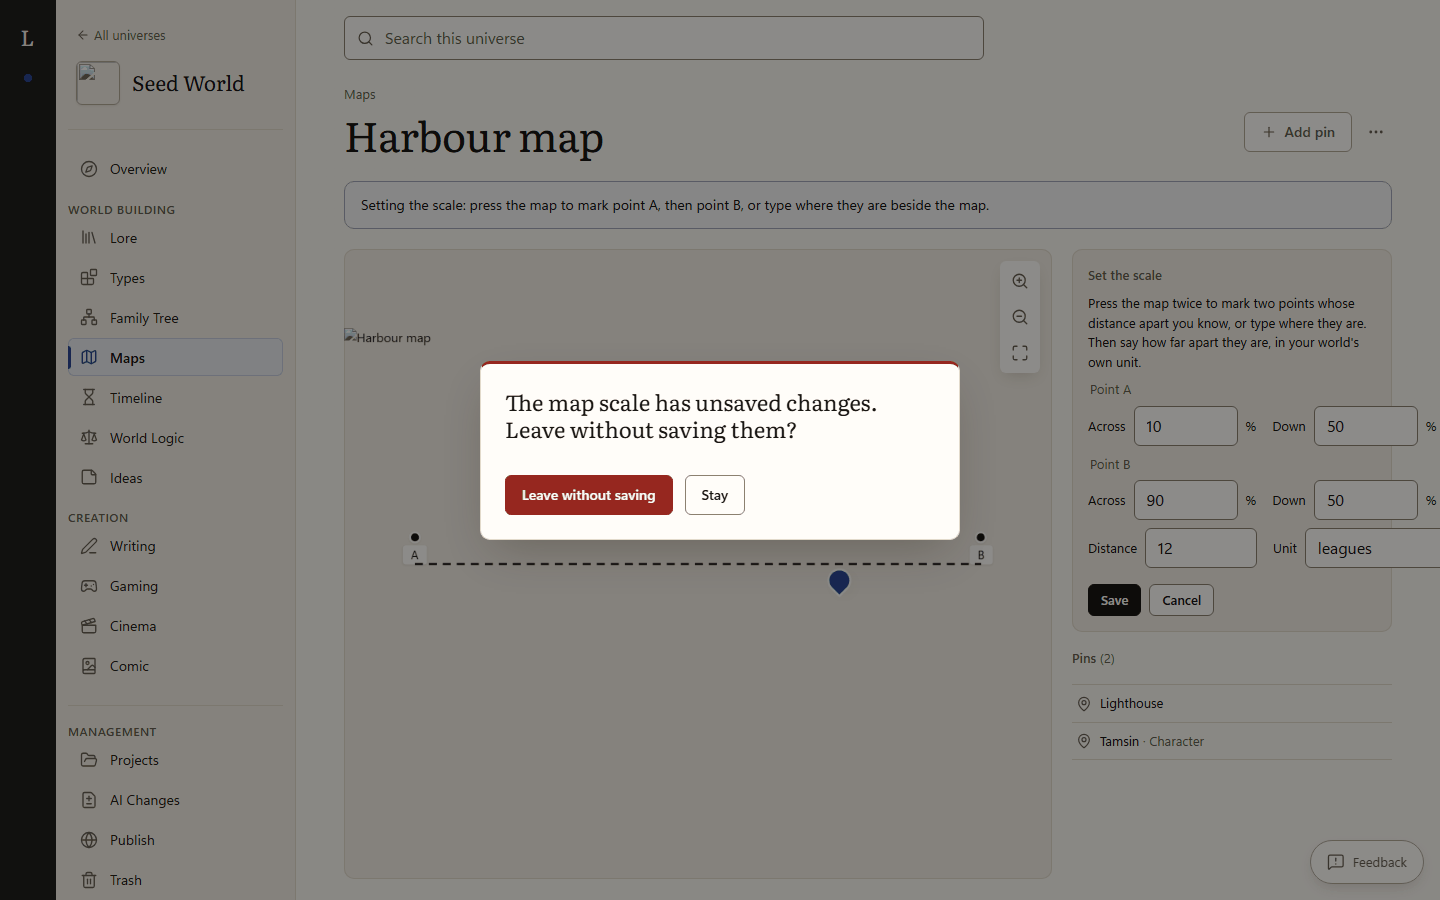 L
All universes
Seed World
Overview
WORLD BUILDING
Lore
Types
Family Tree
Maps
Timeline
World Logic
Ideas
CREATION
Writing
Gaming
Cinema
Comic
MANAGEMENT
Projects
AI Changes
Publish
Trash
Search this universe
Maps
Harbour map
Add pin
Setting the scale: press the map to mark point A, then point B, or type where they are beside the map.
Harbour map
The map scale has unsaved changes.
Leave without saving them?
Leave without saving
Stay
A
B
Set the scale
Press the map twice to mark two points whose
distance apart you know, or type where they are.
Then say how far apart they are, in your world's
own unit.
Point A
Across 10 % Down 50 %
Point B
Across 90 % Down 50 %
Distance 12 Unit leagues
Save Cancel
Pins (2)
Lighthouse
Tamsin · Character
Feedback